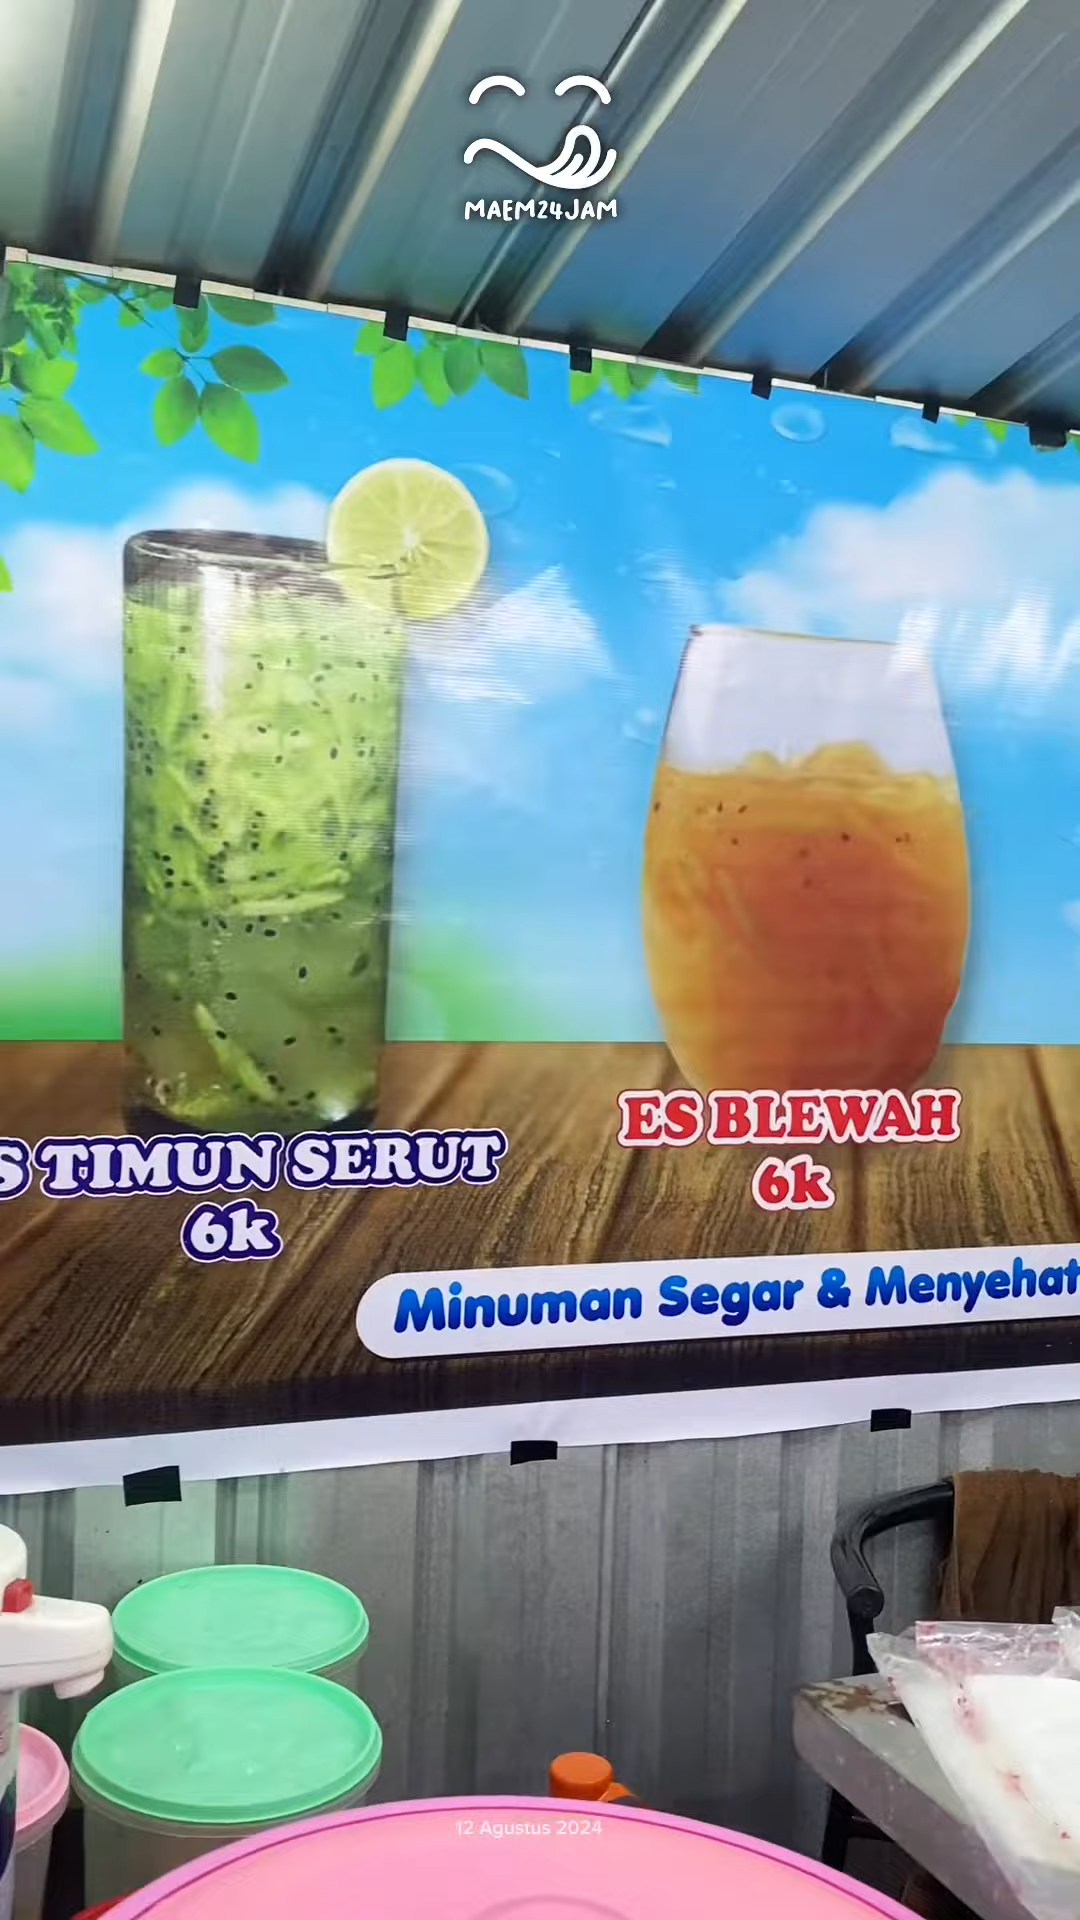 MAEM24JAM
S TIMUN SERUT
6k
ES BLEWAH
6k
Minuman Segar & Menyehat
12 Agustus 2024